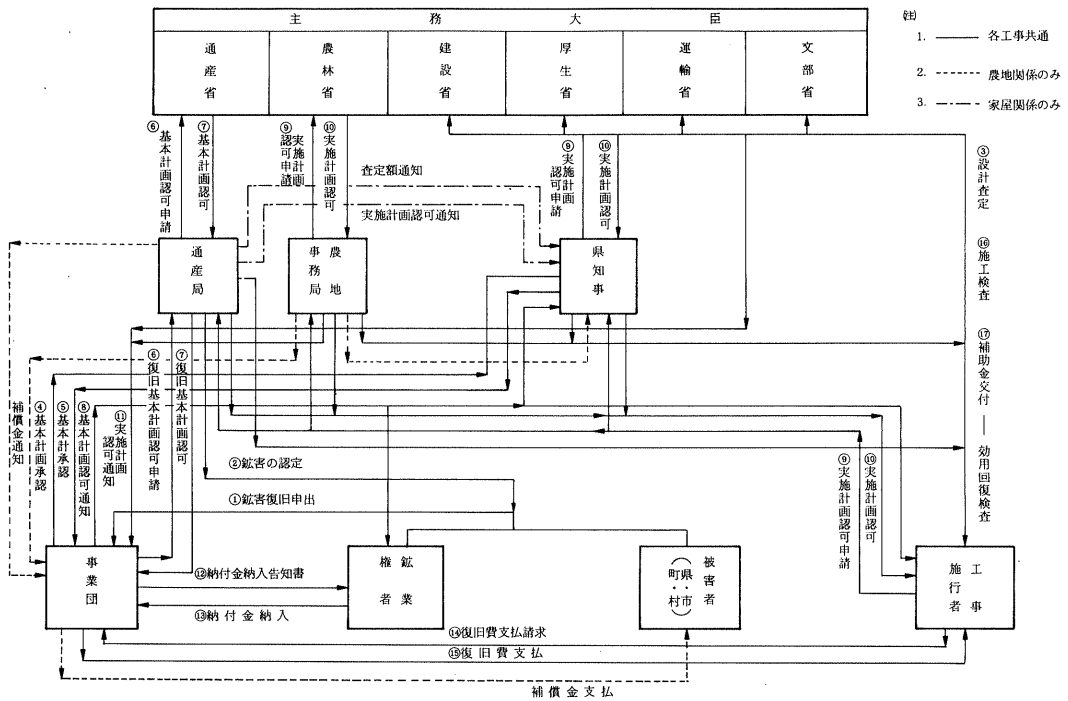 主務大臣
通産省
農林省
建設省
厚生省
運輸省
文部省
(注)
1. 各工事共通
2. 農地関係のみ
3. 家屋関係のみ
⑥基本計画認可申請
⑦基本計画認可
⑨実施計画認可申請
⑩実施計画認可
査定額通知
実施計画認可通知
⑨実施計画認可申請
⑩実施計画認可
③設計査定
⑯施工検査
⑰補助金交付―効用回復検査
通産局
農地事務局
県知事
補償金通知
④基本計画承認
⑤基本計承認
⑧基本計画認可通知
⑪実施計画認可通知
⑥復旧基本計画認可申請
⑦復旧基本計画認可
②鉱害の認定
①鉱害復旧申出
⑨実施計画認可申請
⑩実施計画認可
事業団
鉱業権者
被害者(県・市町・村)
工事施行者
⑫納付金納入告知書
⑬納付金納入
⑭復旧費支払請求
⑮復旧費支払
補償金支払